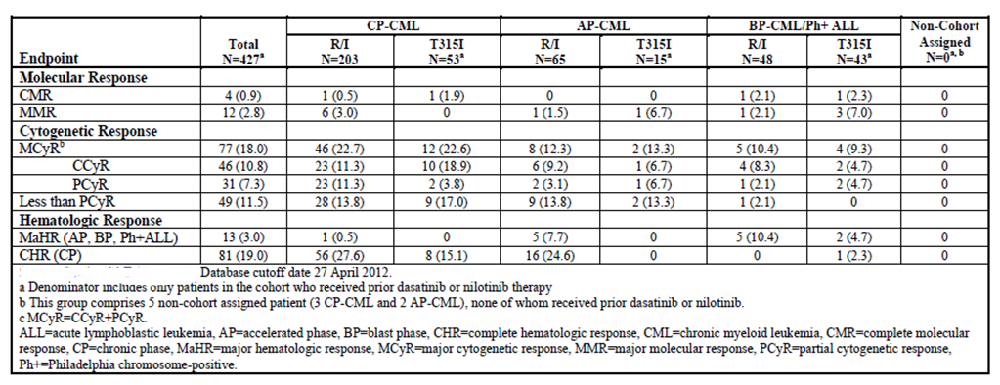 CP-CML AP-CML BP-CML/Ph+ ALL Non-Cohort
Total R/I T315I R/I T315I R/I T315I Assigned
Endpoint N=427a N=203 N=53a N=65 N=15a N=48 N=43a N=0a, b
Molecular Response
CMR 4 (0.9) 1 (0.5) 1 (1.9) 0 0 1 (2.1) 1 (2.3) 0
MMR 12 (2.8) 6 (3.0) 0 1 (1.5) 1 (6.7) 1 (2.1) 3 (7.0) 0
Cytogenetic Response
MCyRb 77 (18.0) 46 (22.7) 12 (22.6) 8 (12.3) 2 (13.3) 5 (10.4) 4 (9.3) 0
CCyR 46 (10.8) 23 (11.3) 10 (18.9) 6 (9.2) 1 (6.7) 4 (8.3) 2 (4.7) 0
PCyR 31 (7.3) 23 (11.3) 2 (3.8) 2 (3.1) 1 (6.7) 1 (2.1) 2 (4.7) 0
Less than PCyR 49 (11.5) 28 (13.8) 9 (17.0) 9 (13.8) 2 (13.3) 1 (2.1) 0 0
Hematologic Response
MaHR (AP, BP, Ph+ALL) 13 (3.0) 1 (0.5) 0 5 (7.7) 0 5 (10.4) 2 (4.7) 0
CHR (CP) 81 (19.0) 56 (27.6) 8 (15.1) 16 (24.6) 0 0 1 (2.3) 0
Database cutoff date 27 April 2012.
a Denominator includes only patients in the cohort who received prior dasatinib or nilotinib therapy
b This group comprises 5 non-cohort assigned patient (3 CP-CML and 2 AP-CML), none of whom received prior dasatinib or nilotinib.
c MCyR=CCyR+PCyR.
ALL=acute lymphoblastic leukemia, AP=accelerated phase, BP=blast phase, CHR=complete hematologic response, CML=chronic myeloid leukemia, CMR=complete molecular
response, CP=chronic phase, MaHR=major hematologic response, MCyR=major cytogenetic response, MMR=major molecular response, PCyR=partial cytogenetic response,
Ph+=Philadelphia chromosome-positive.